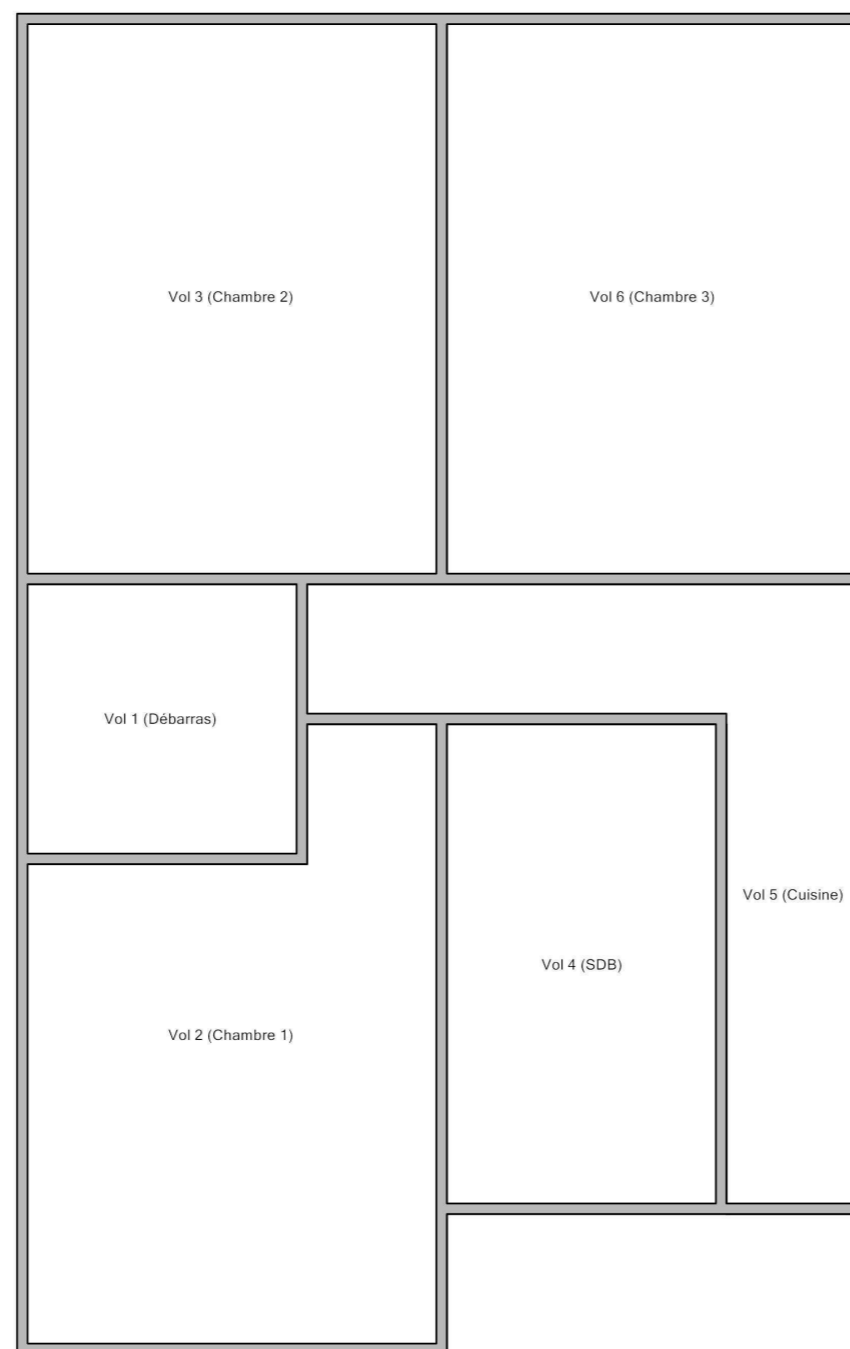 Vol 3 (Chambre 2)
Vol 6 (Chambre 3)
Vol 1 (Débarras)
Vol 5 (Cuisine)
Vol 4 (SDB)
Vol 2 (Chambre 1)